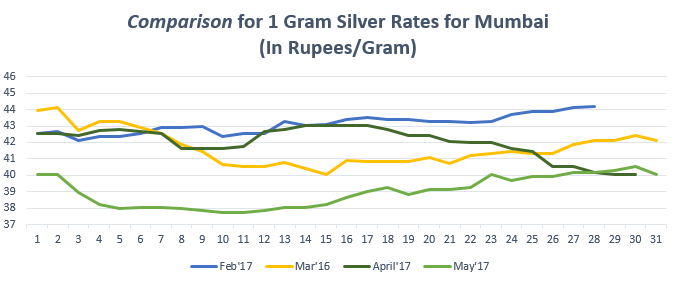 Comparison for 1 Gram Silver Rates for Mumbai
(In Rupees/Gram)
46
45
44
43
42
41
40
39
38
37
1 2 3 4 5 6 7 8 9 10 11 12 13 14 15 16 17 18 19 20 21 22 23 24 25 26 27 28 29 30 31
Feb'17 Mar'16 April'17 May'17